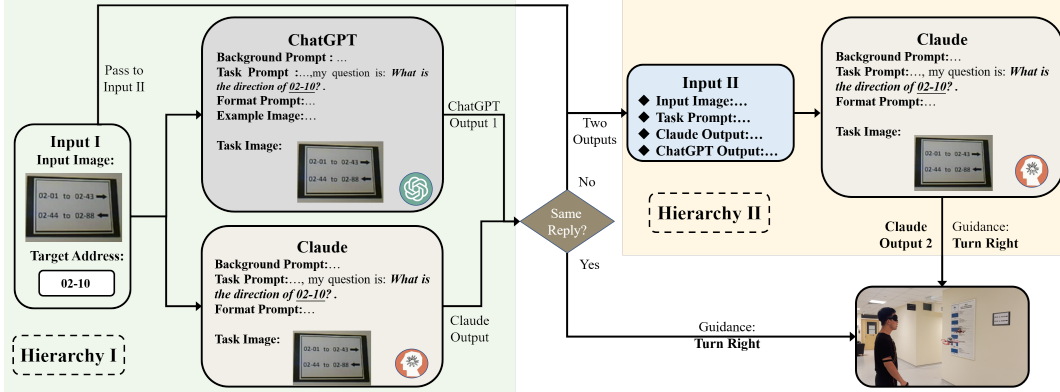 Pass to
Input II
Input I
Input Image:
02-01 to 02-43
02-44 to 02-88
Target Address:
02-10
Hierarchy I
ChatGPT
Background Prompt : …
Task Prompt :…,my question is: What is
the direction of 02-10? .
Format Prompt:…
Example Image:…
Task Image:
02-01 to 02-43
02-44 to 02-88
ChatGPT
Output 1
Claude
Background Prompt:…
Task Prompt:…, my question is: What is
the direction of 02-10? .
Format Prompt:…
Task Image:
02-01 to 02-43
02-44 to 02-88
Claude
Output
Same
Reply?
No
Yes
Two
Outputs
Guidance:
Turn Right
Input II
◆ Input Image:…
◆ Task Prompt:…
◆ Claude Output:…
◆ ChatGPT Output:…
Hierarchy II
Claude
Background Prompt:…
Task Prompt:…, my question is: What is
the direction of 02-10? .
Format Prompt:…
Task Image:
02-01 to 02-43
02-44 to 02-88
Claude
Output 2
Guidance:
Turn Right